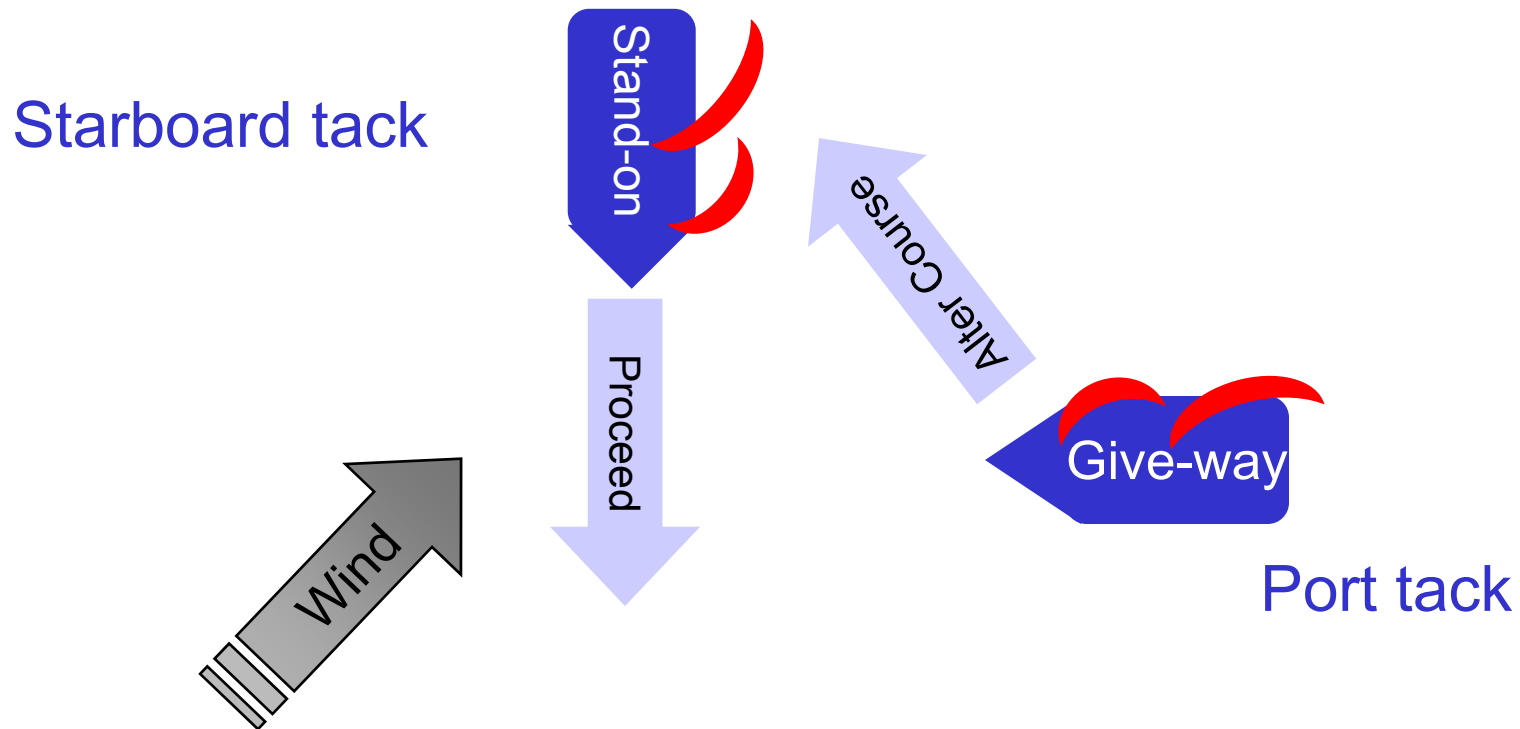 Stand-on
Starboard tack
Alter Course
Proceed
Give-way
Wind
Port tack